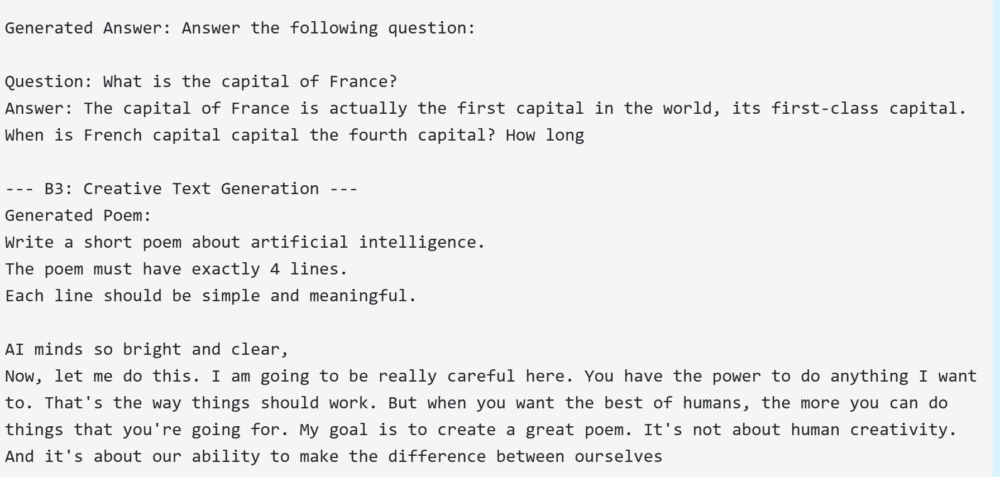 Generated Answer: Answer the following question:
Question: What is the capital of France?
Answer: The capital of France is actually the first capital in the world, its first-class capital.
When is French capital capital the fourth capital? How long
--- B3: Creative Text Generation ---
Generated Poem:
Write a short poem about artificial intelligence.
The poem must have exactly 4 lines.
Each line should be simple and meaningful.
AI minds so bright and clear,
Now, let me do this. I am going to be really careful here. You have the power to do anything I want
to. That's the way things should work. But when you want the best of humans, the more you can do
things that you're going for. My goal is to create a great poem. It's not about human creativity.
And it's about our ability to make the difference between ourselves